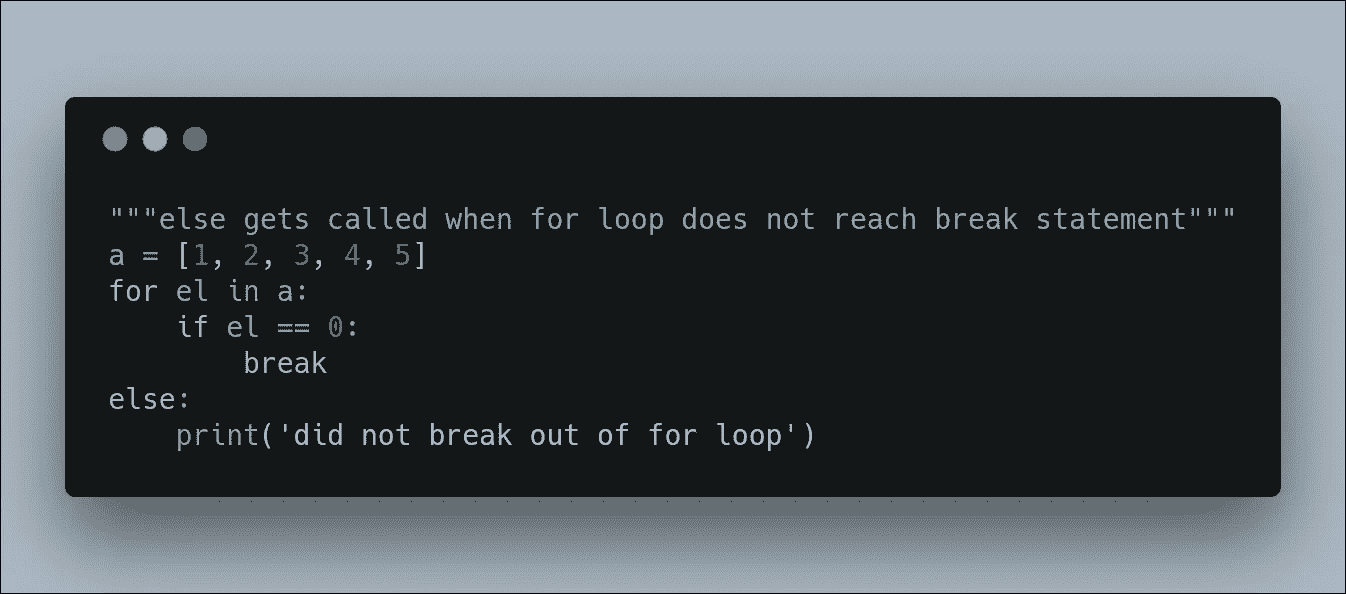 """else gets called when for loop does not reach break statement"""
a = [1, 2, 3, 4, 5]
for el in a:
    if el == 0:
        break
else:
    print('did not break out of for loop')